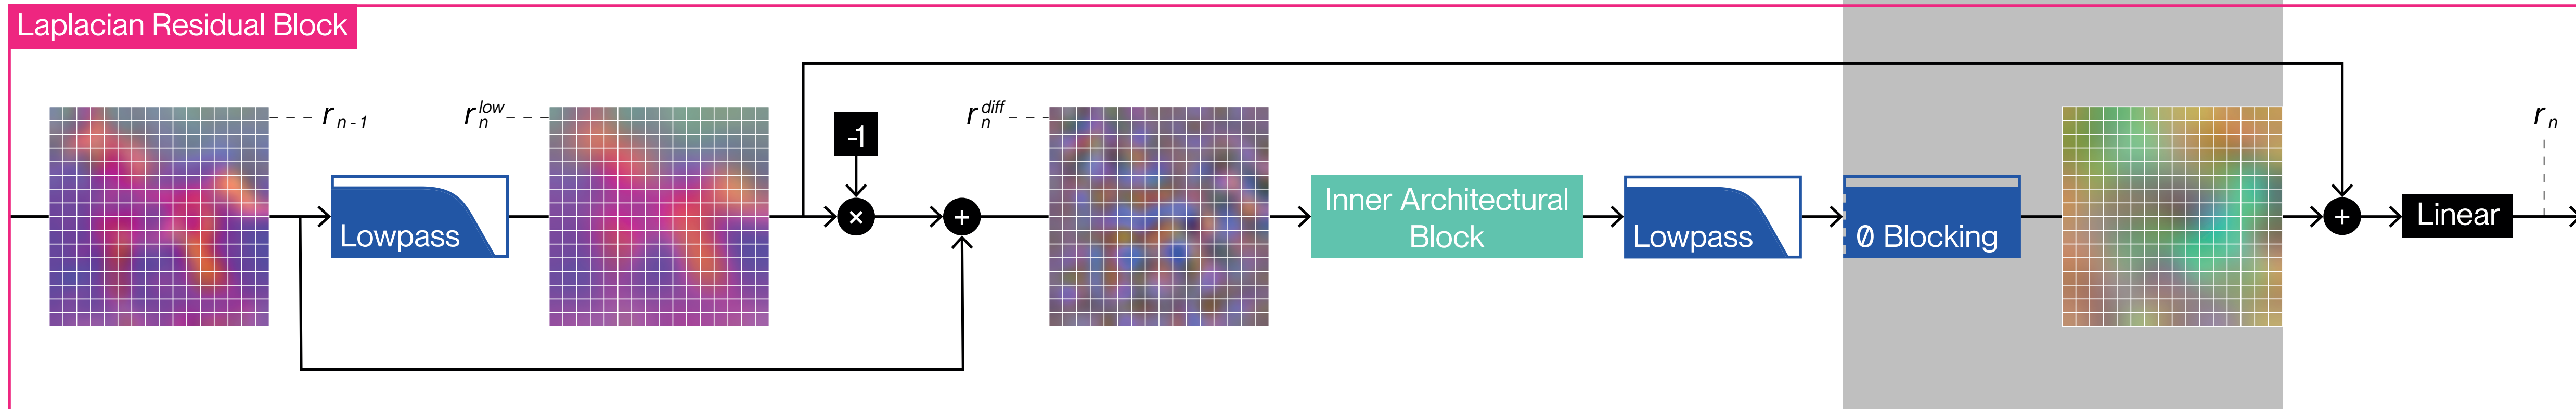 Laplacian Residual Block
r n - 1
r n low
-1
r n diff
r n
Inner Architectural
Block
Lowpass
Lowpass
∅ Blocking
Linear
×
+
+